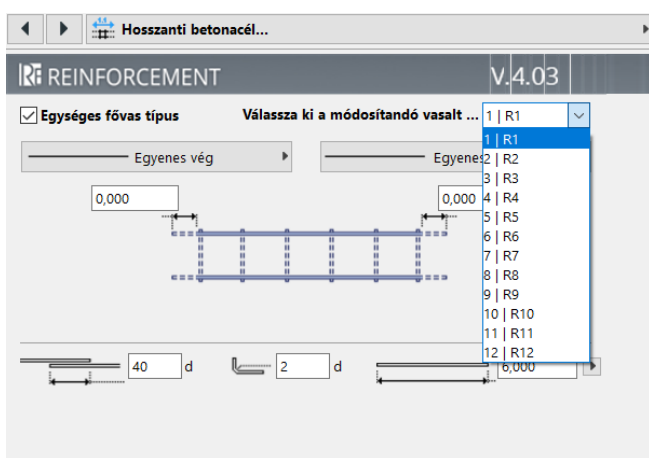 Hosszanti betonacél...
REINFORCEMENT V.4.03
Egységes fővas típus Válassza ki a módosítandó vasalt ... 1 | R1
1 | R1
Egyenes vég Egyenes
2 | R2
3 | R3
0,000 0,000
4 | R4
5 | R5
6 | R6
7 | R7
8 | R8
9 | R9
10 | R10
11 | R11
12 | R12
40 d 2 d 6,000